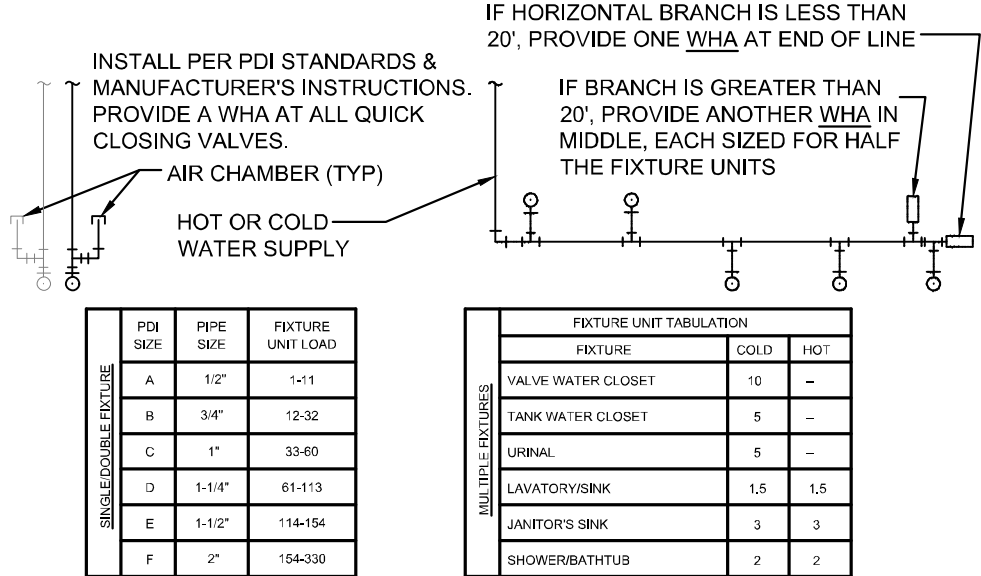 IF HORIZONTAL BRANCH IS LESS THAN
20', PROVIDE ONE WHA AT END OF LINE
INSTALL PER PDI STANDARDS &
MANUFACTURER'S INSTRUCTIONS.
PROVIDE A WHA AT ALL QUICK
CLOSING VALVES.
IF BRANCH IS GREATER THAN
20', PROVIDE ANOTHER WHA IN
MIDDLE, EACH SIZED FOR HALF
THE FIXTURE UNITS
AIR CHAMBER (TYP)
HOT OR COLD
WATER SUPPLY
SINGLE/DOUBLE FIXTURE
PDI SIZE PIPE SIZE FIXTURE UNIT LOAD
A 1/2" 1-11
B 3/4" 12-32
C 1" 33-60
D 1-1/4" 61-113
E 1-1/2" 114-154
F 2" 154-330
MULTIPLE FIXTURES
FIXTURE UNIT TABULATION
FIXTURE COLD HOT
VALVE WATER CLOSET 10 –
TANK WATER CLOSET 5 –
URINAL 5 –
LAVATORY/SINK 1.5 1.5
JANITOR'S SINK 3 3
SHOWER/BATHTUB 2 2